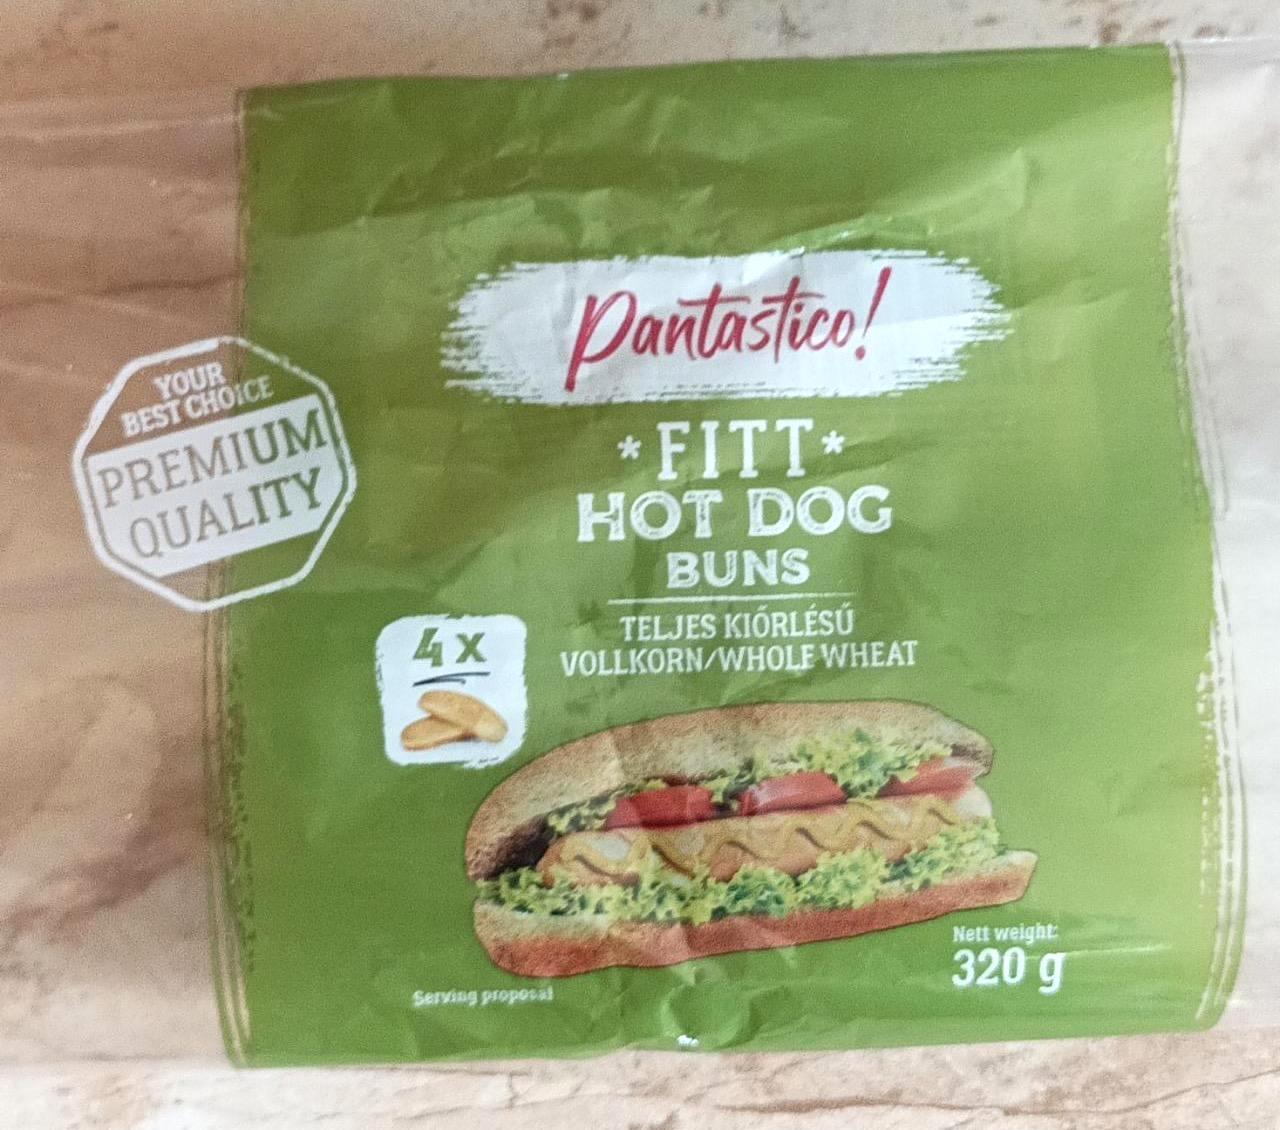 Pantastico!
YOUR
BEST CHOICE
PREMIUM
QUALITY
*FITT*
HOT DOG
BUNS
TELJES KIŐRLÉSŰ
VOLLKORN/WHOLE WHEAT
4 x
Nett weight:
320 g
Serving proposal